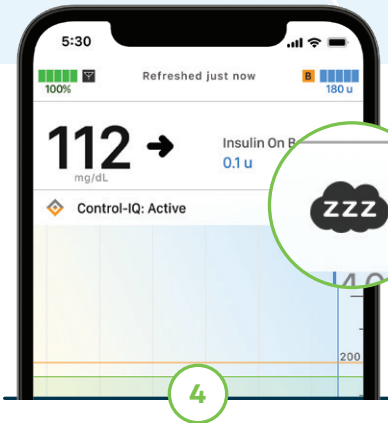 5:30
100%
Refreshed just now
B
180 u
112
mg/dL
Insulin On B
0.1 u
Control-IQ: Active
zzz
200
4